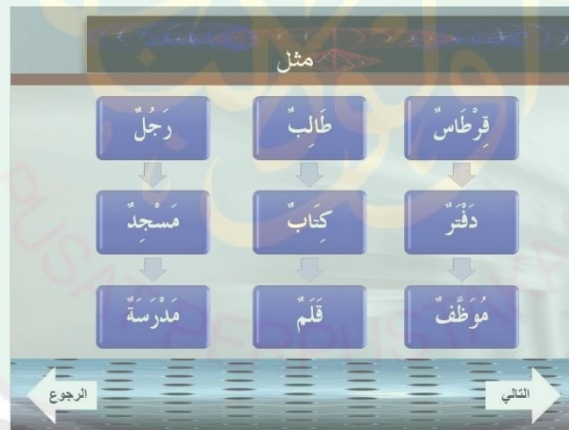 مثل
قِرْطَاسٌ طَالِبٌ رَجُلٌ
دَفْتَرٌ كِتَابٌ مَسْجِدٌ
مُوَظَّفٌ قَلَمٌ مَدْرَسَةٌ
التالي الرجوع